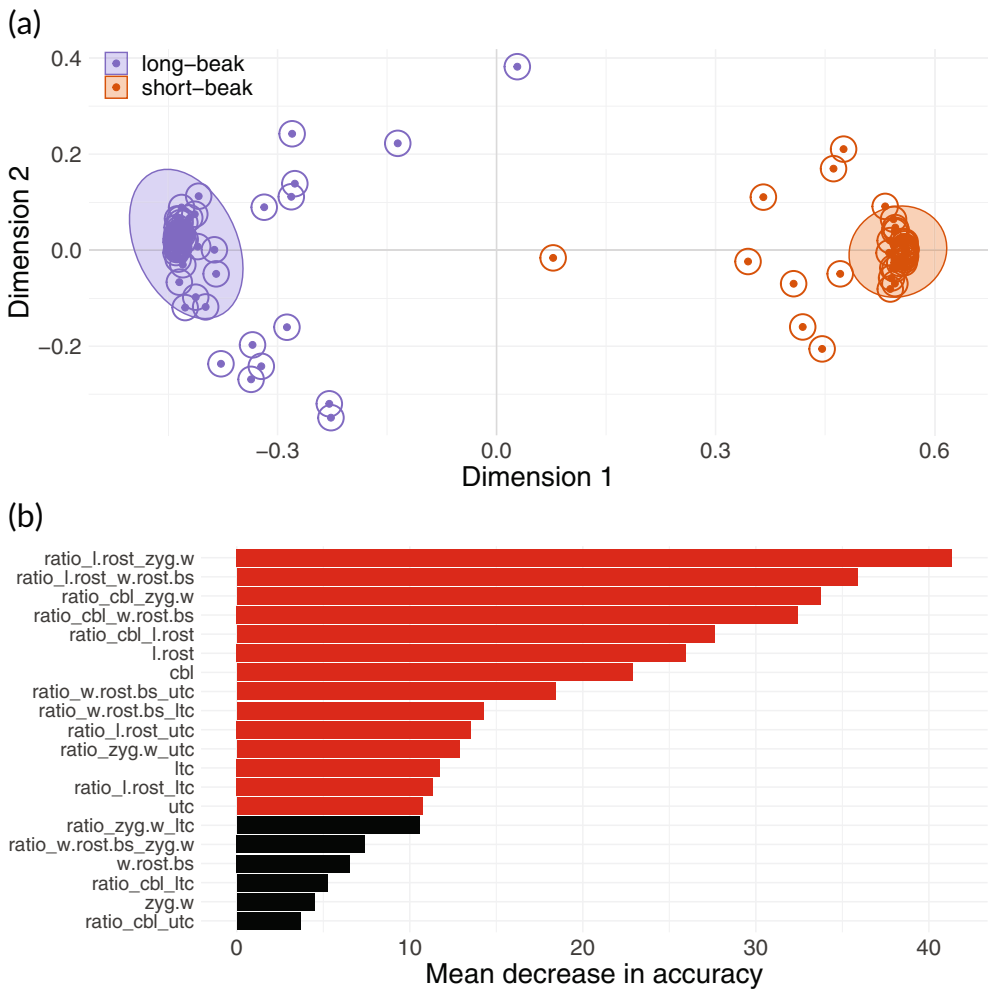 (a)
long−beak
short−beak
0.4
0.2
0.0
−0.2
Dimension 2
−0.3 0.0 0.3 0.6
Dimension 1
(b)
ratio_l.rost_zyg.w
ratio_l.rost_w.rost.bs
ratio_cbl_zyg.w
ratio_cbl_w.rost.bs
ratio_cbl_l.rost
l.rost
cbl
ratio_w.rost.bs_utc
ratio_w.rost.bs_ltc
ratio_l.rost_utc
ratio_zyg.w_utc
ltc
ratio_l.rost_ltc
utc
ratio_zyg.w_ltc
ratio_w.rost.bs_zyg.w
w.rost.bs
ratio_cbl_ltc
zyg.w
ratio_cbl_utc
0 10 20 30 40
Mean decrease in accuracy